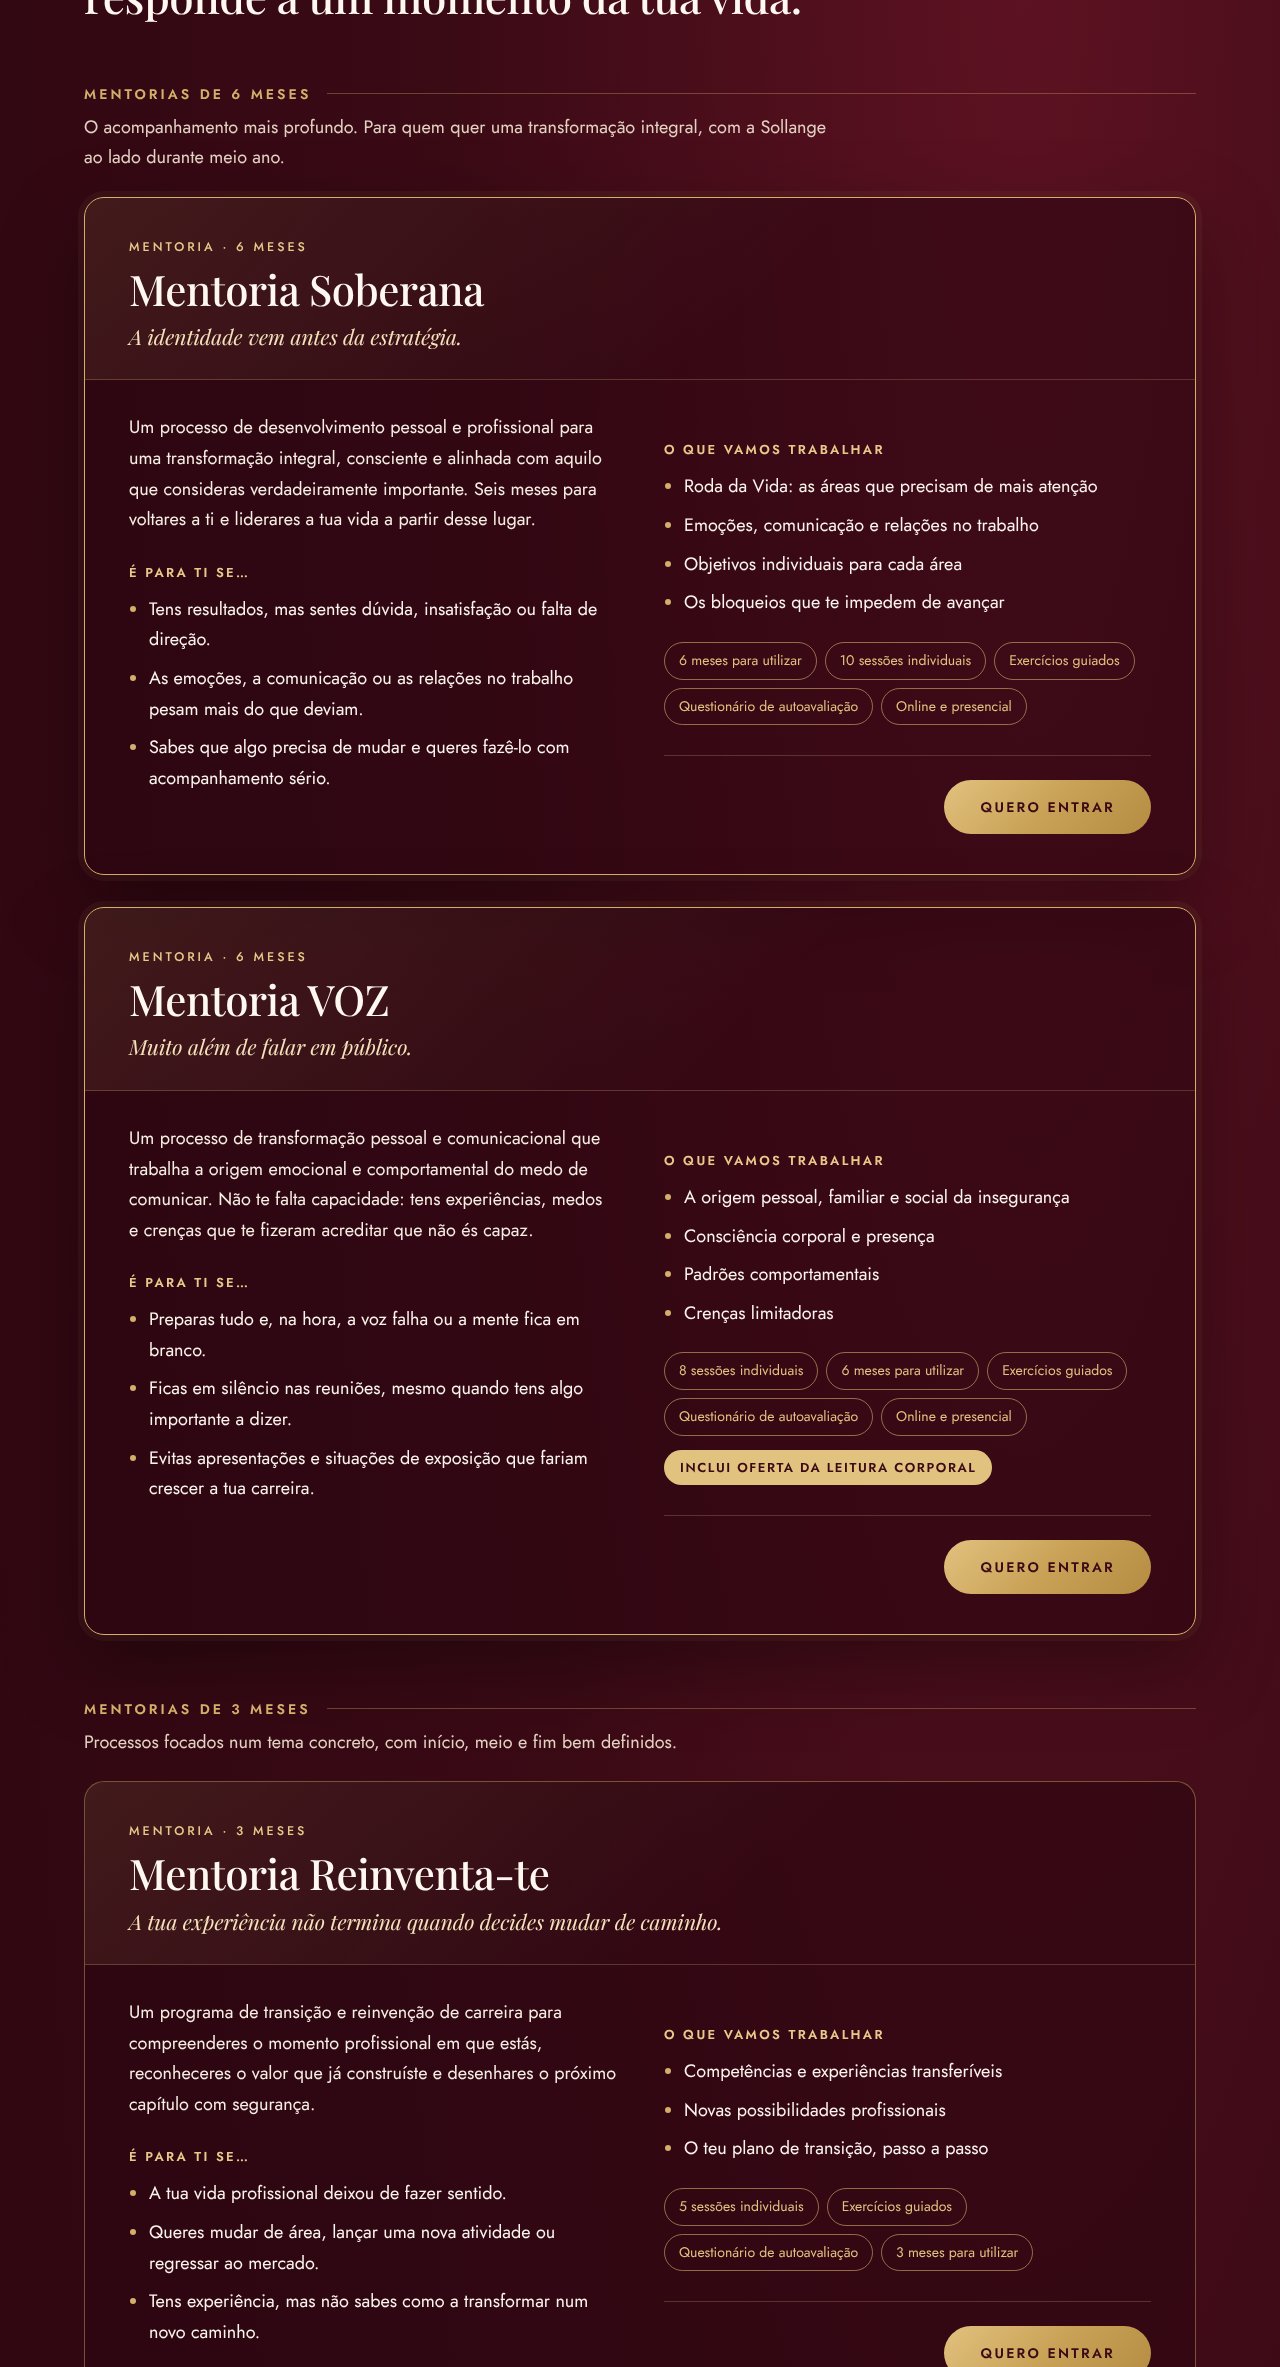 responde a um momento da tua vida.
MENTORIAS DE 6 MESES
O acompanhamento mais profundo. Para quem quer uma transformação integral, com a Sollange
ao lado durante meio ano.
MENTORIA · 6 MESES
Mentoria Soberana
A identidade vem antes da estratégia.
Um processo de desenvolvimento pessoal e profissional para
uma transformação integral, consciente e alinhada com aquilo
que consideras verdadeiramente importante. Seis meses para
voltares a ti e liderares a tua vida a partir desse lugar.
É PARA TI SE…
Tens resultados, mas sentes dúvida, insatisfação ou falta de
direção.
As emoções, a comunicação ou as relações no trabalho
pesam mais do que deviam.
Sabes que algo precisa de mudar e queres fazê-lo com
acompanhamento sério.
O QUE VAMOS TRABALHAR
Roda da Vida: as áreas que precisam de mais atenção
Emoções, comunicação e relações no trabalho
Objetivos individuais para cada área
Os bloqueios que te impedem de avançar
6 meses para utilizar 10 sessões individuais Exercícios guiados
Questionário de autoavaliação Online e presencial
QUERO ENTRAR
MENTORIA · 6 MESES
Mentoria VOZ
Muito além de falar em público.
Um processo de transformação pessoal e comunicacional que
trabalha a origem emocional e comportamental do medo de
comunicar. Não te falta capacidade: tens experiências, medos
e crenças que te fizeram acreditar que não és capaz.
É PARA TI SE…
Preparas tudo e, na hora, a voz falha ou a mente fica em
branco.
Ficas em silêncio nas reuniões, mesmo quando tens algo
importante a dizer.
Evitas apresentações e situações de exposição que fariam
crescer a tua carreira.
O QUE VAMOS TRABALHAR
A origem pessoal, familiar e social da insegurança
Consciência corporal e presença
Padrões comportamentais
Crenças limitadoras
8 sessões individuais 6 meses para utilizar Exercícios guiados
Questionário de autoavaliação Online e presencial
INCLUI OFERTA DA LEITURA CORPORAL
QUERO ENTRAR
MENTORIAS DE 3 MESES
Processos focados num tema concreto, com início, meio e fim bem definidos.
MENTORIA · 3 MESES
Mentoria Reinventa-te
A tua experiência não termina quando decides mudar de caminho.
Um programa de transição e reinvenção de carreira para
compreenderes o momento profissional em que estás,
reconheceres o valor que já construíste e desenhares o próximo
capítulo com segurança.
É PARA TI SE…
A tua vida profissional deixou de fazer sentido.
Queres mudar de área, lançar uma nova atividade ou
regressar ao mercado.
Tens experiência, mas não sabes como a transformar num
novo caminho.
O QUE VAMOS TRABALHAR
Competências e experiências transferíveis
Novas possibilidades profissionais
O teu plano de transição, passo a passo
5 sessões individuais Exercícios guiados
Questionário de autoavaliação 3 meses para utilizar
QUERO ENTRAR